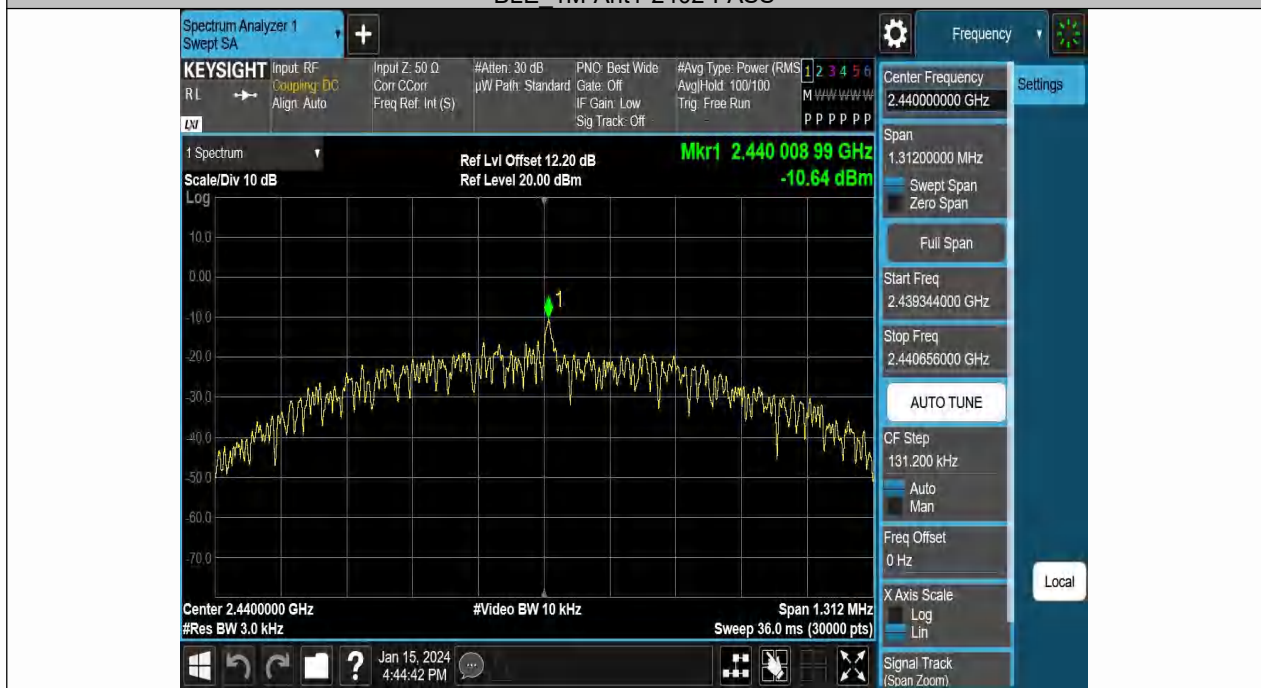 Spectrum Analyzer 1
Swept SA
Frequency
KEYSIGHT
RL
LXI
Input: RF
Coupling: DC
Align: Auto
Input Z: 50 Ω
Corr CCorr
Freq Ref: Int (S)
#Atten: 30 dB
µW Path: Standard
PNO: Best Wide
Gate: Off
IF Gain: Low
Sig Track: Off
#Avg Type: Power (RMS
Avg|Hold: 100/100
Trig: Free Run
1 2 3 4 5 6
M W W W W W
P P P P P P
1 Spectrum
Scale/Div 10 dB
Ref Lvl Offset 12.20 dB
Ref Level 20.00 dBm
Mkr1 2.440 008 99 GHz
-10.64 dBm
Log
10.0
0.00
-10.0
-20.0
-30.0
-40.0
-50.0
-60.0
-70.0
1
Center 2.4400000 GHz
#Res BW 3.0 kHz
#Video BW 10 kHz
Span 1.312 MHz
Sweep 36.0 ms (30000 pts)
Jan 15, 2024
4:44:42 PM
Center Frequency
2.440000000 GHz
Settings
Span
1.31200000 MHz
Swept Span
Zero Span
Full Span
Start Freq
2.439344000 GHz
Stop Freq
2.440656000 GHz
AUTO TUNE
CF Step
131.200 kHz
Auto
Man
Freq Offset
0 Hz
X Axis Scale
Log
Lin
Local
Signal Track
(Span Zoom)